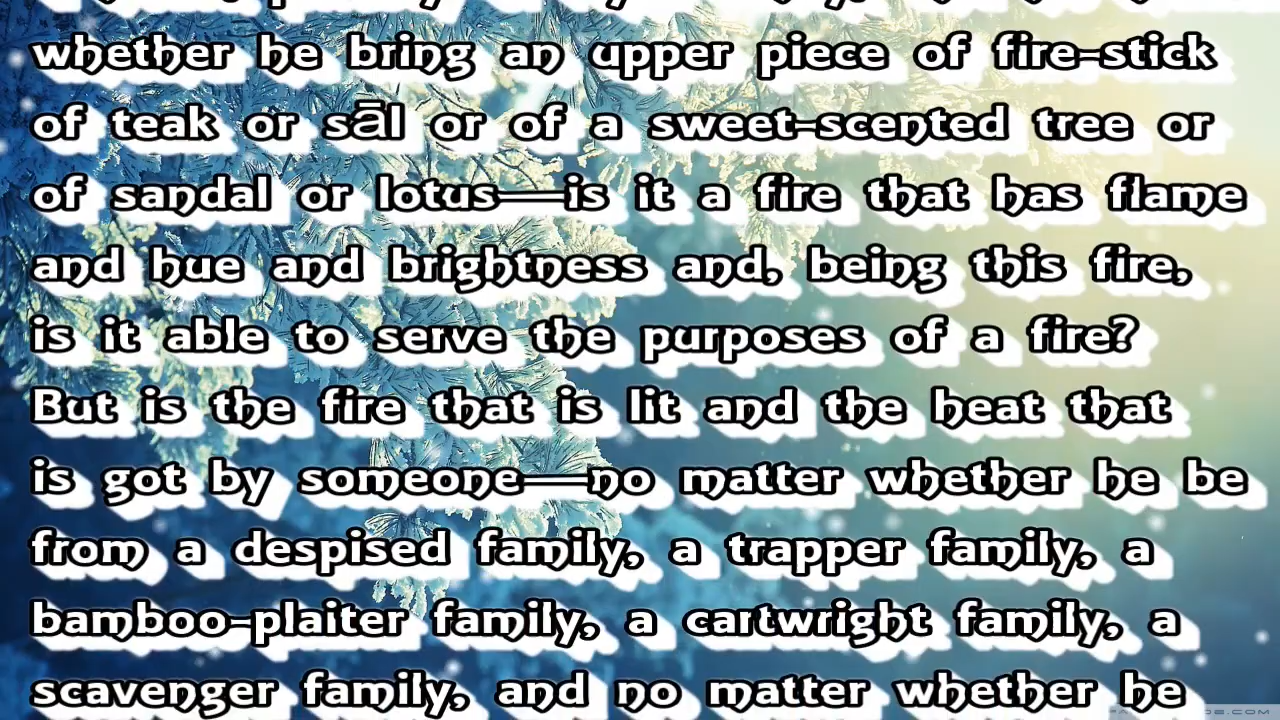 whether he bring an upper piece of fire-stick
of teak or sāl or of a sweet-scented tree or
of sandal or lotus—is it a fire that has flame
and hue and brightness and, being this fire,
is it able to serve the purposes of a fire?
But is the fire that is lit and the heat that
is got by someone—no matter whether he be
from a despised family, a trapper family, a
bamboo-plaiter family, a cartwright family, a
scavenger family, and no matter whether he